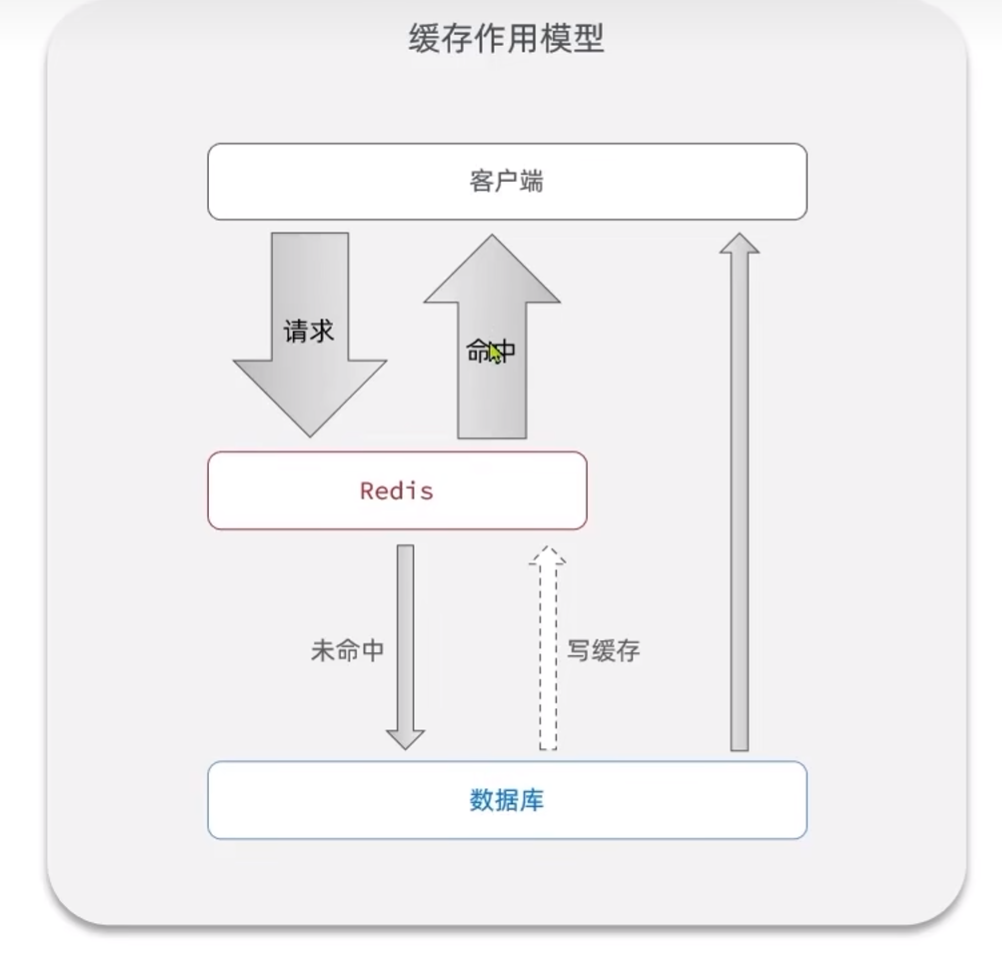 缓存作用模型
客户端
请求
命中
Redis
未命中
写缓存
数据库